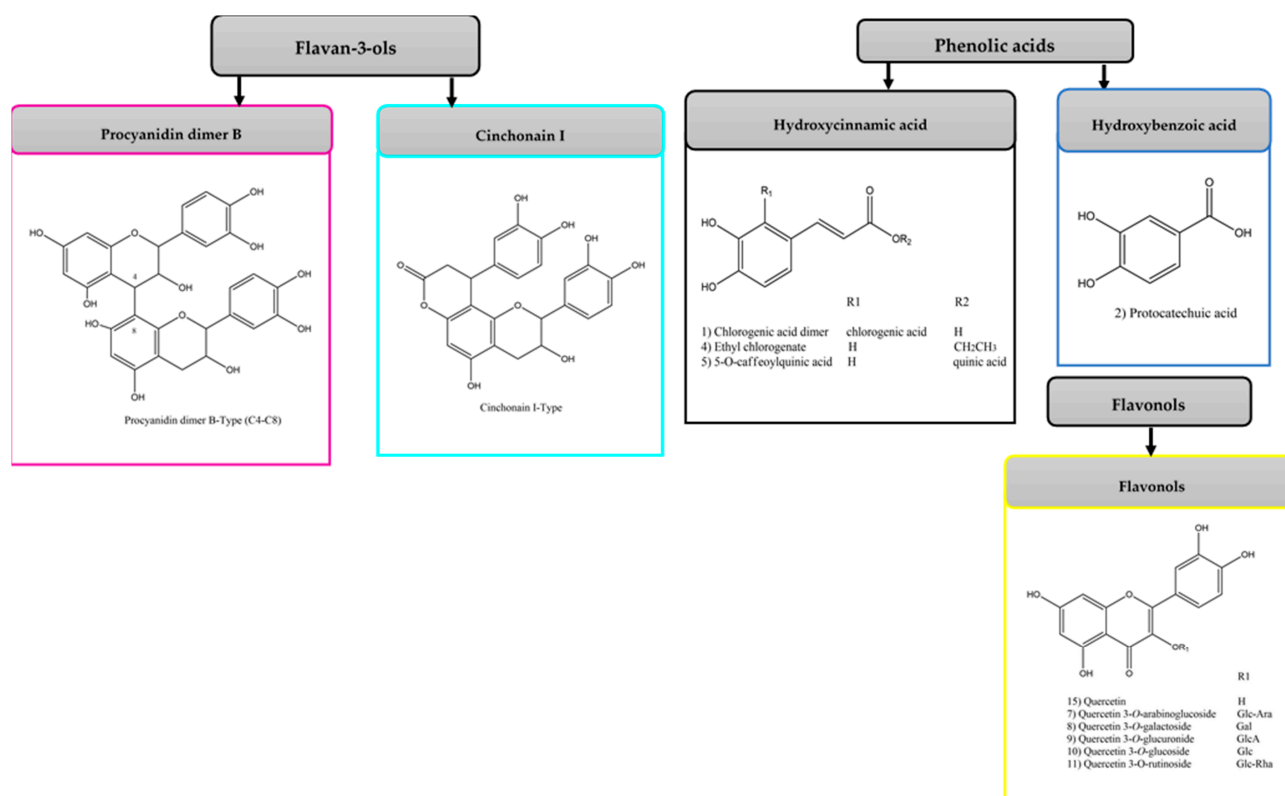 Flavan-3-ols
Procyanidin dimer B
OH
OH
HO
O
4
OH
OH
HO
8
O
OH
OH
OH
OH
Procyanidin dimer B-Type (C4-C8)
Cinchonain I
OH
OH
OH
OH
O
O
O
OH
OH
Cinchonain I-Type
Phenolic acids
Hydroxycinnamic acid
R1
O
HO
OR2
HO
R1 R2
1) Chlorogenic acid dimer chlorogenic acid H
4) Ethyl chlorogenate H CH2CH3
5) 5-O-caffeoylquinic acid H quinic acid
Hydroxybenzoic acid
O
HO
OH
HO
2) Protocatechuic acid
Flavonols
Flavonols
OH
OH
HO
O
OR1
OH
O
R1
15) Quercetin H
7) Quercetin 3-O-arabinoglucoside Glc-Ara
8) Quercetin 3-O-galactoside Gal
9) Quercetin 3-O-glucuronide GlcA
10) Quercetin 3-O-glucoside Glc
11) Quercetin 3-O-rutinoside Glc-Rha